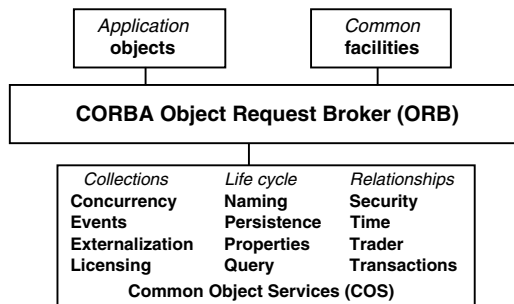 Application
objects
Common
facilities
CORBA Object Request Broker (ORB)
Collections Life cycle Relationships
Concurrency Naming Security
Events Persistence Time
Externalization Properties Trader
Licensing Query Transactions
Common Object Services (COS)